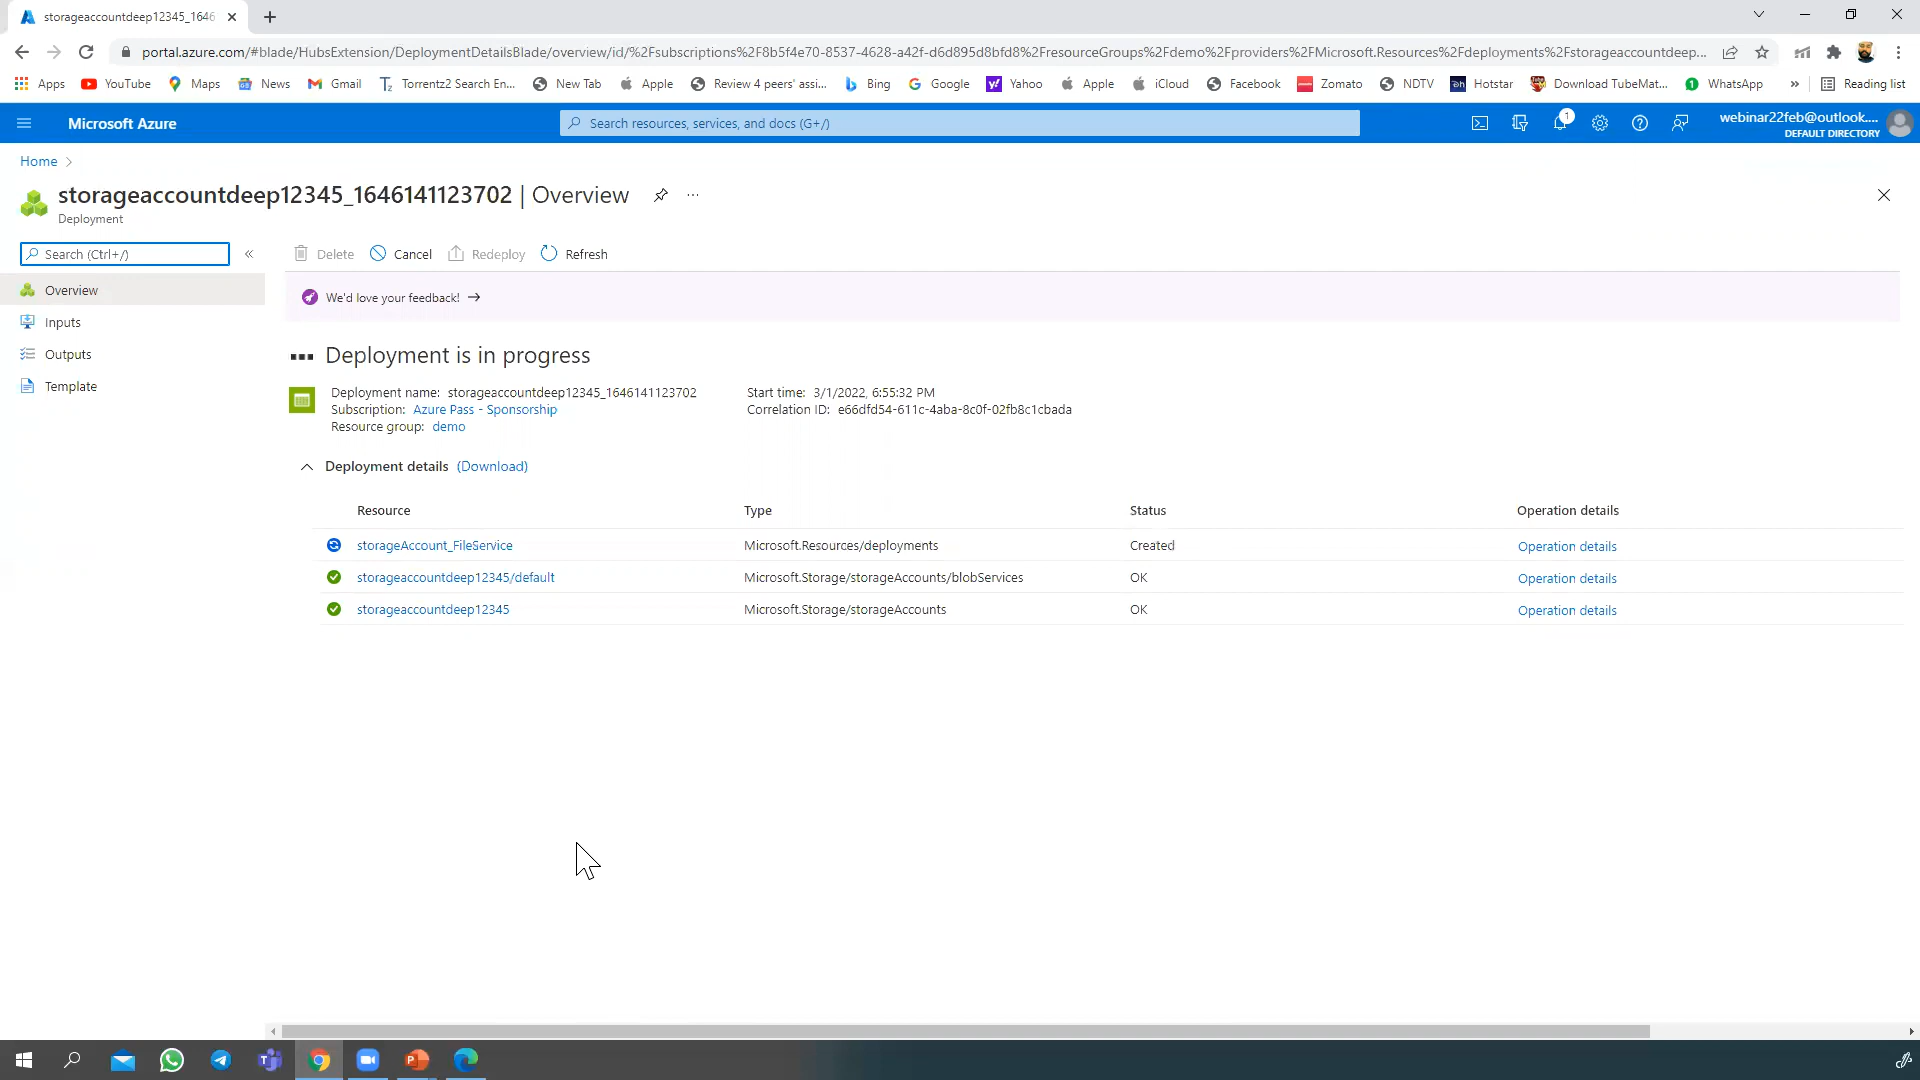 storageaccountdeep12345_1646
portal.azure.com/#blade/HubsExtension/DeploymentDetailsBlade/overview/id/%2Fsubscriptions%2F8b5f4e70-8537-4628-a42f-d6d895d8bfd8%2FresourceGroups%2Fdemo%2Fproviders%2FMicrosoft.Resources%2Fdeployments%2Fstorageaccountdeep...
Apps YouTube Maps News Gmail Torrentz2 Search En... New Tab Apple Review 4 peers' assi... Bing Google Yahoo Apple iCloud Facebook Zomato NDTV Hotstar Download TubeMat... WhatsApp » Reading list
Microsoft Azure
Search resources, services, and docs (G+/)
1
webinar22feb@outlook....
DEFAULT DIRECTORY
Home
storageaccountdeep12345_1646141123702 | Overview
Deployment
Search (Ctrl+/)
Delete Cancel Redeploy Refresh
Overview
Inputs
Outputs
Template
We'd love your feedback! →
Deployment is in progress
Deployment name: storageaccountdeep12345_1646141123702 Start time: 3/1/2022, 6:55:32 PM
Subscription: Azure Pass - Sponsorship Correlation ID: e66dfd54-611c-4aba-8c0f-02fb8c1cbada
Resource group: demo
Deployment details (Download)
Resource Type Status Operation details
storageAccount_FileService Microsoft.Resources/deployments Created Operation details
storageaccountdeep12345/default Microsoft.Storage/storageAccounts/blobServices OK Operation details
storageaccountdeep12345 Microsoft.Storage/storageAccounts OK Operation details